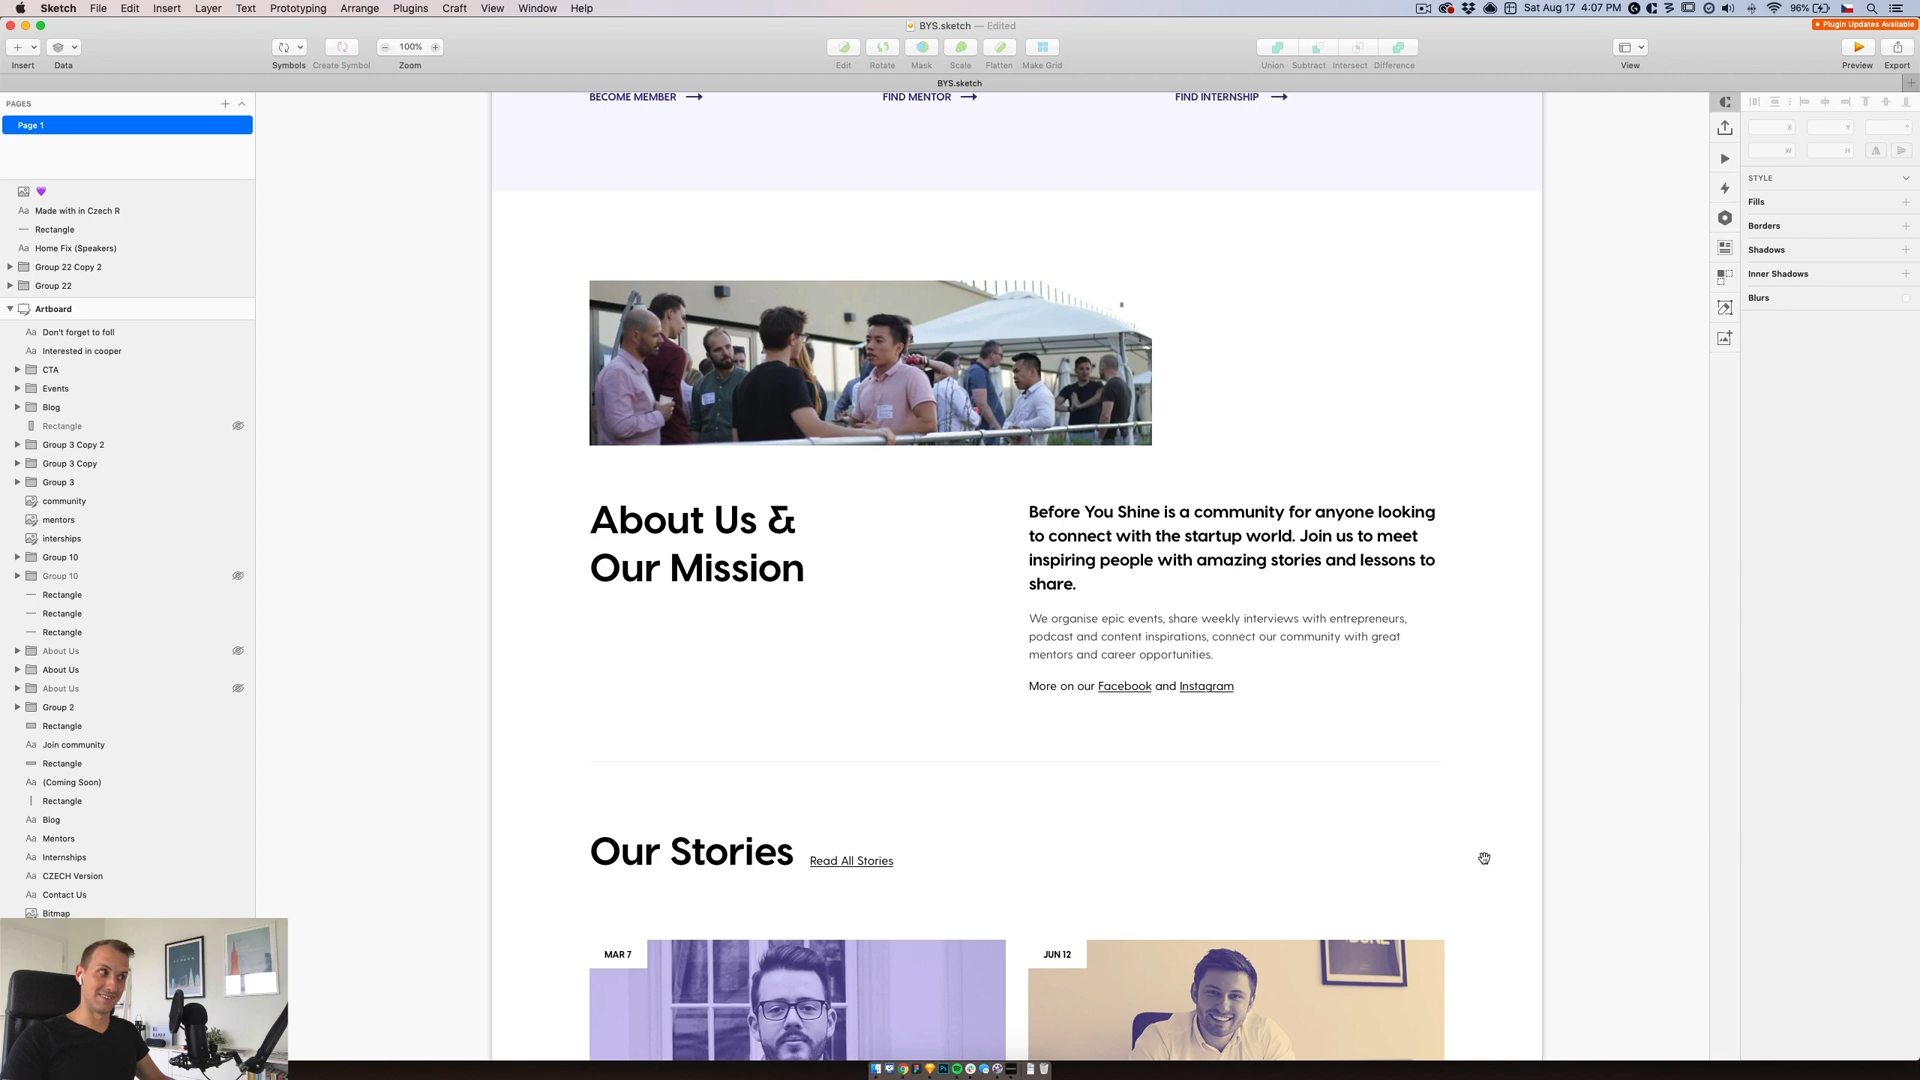 Sketch File Edit Insert Layer Text Prototyping Arrange Plugins Craft View Window Help
96% Sat Aug 17 4:07 PM
BYS.sketch — Edited
Plugin Updates Available
100%
Insert Data Symbols Create Symbol Zoom Edit Rotate Mask Scale Flatten Make Grid Union Subtract Intersect Difference View Preview Export
BYS.sketch
PAGES
Page 1
Made with in Czech R
Rectangle
Home Fix (Speakers)
Group 22 Copy 2
Group 22
Artboard
Don't forget to foll
Interested in cooper
CTA
Events
Blog
Rectangle
Group 3 Copy 2
Group 3 Copy
Group 3
community
mentors
interships
Group 10
Group 10
Rectangle
Rectangle
Rectangle
About Us
About Us
About Us
Group 2
Rectangle
Join community
Rectangle
(Coming Soon)
Rectangle
Blog
Mentors
Internships
CZECH Version
Contact Us
Bitmap
BECOME MEMBER
FIND MENTOR
FIND INTERNSHIP
About Us &
Our Mission
Before You Shine is a community for anyone looking
to connect with the startup world. Join us to meet
inspiring people with amazing stories and lessons to
share.
We organise epic events, share weekly interviews with entrepreneurs,
podcast and content inspirations, connect our community with great
mentors and career opportunities.
More on our Facebook and Instagram
Our Stories
Read All Stories
MAR 7
JUN 12
X Y °
W H
STYLE
Fills
Borders
Shadows
Inner Shadows
Blurs